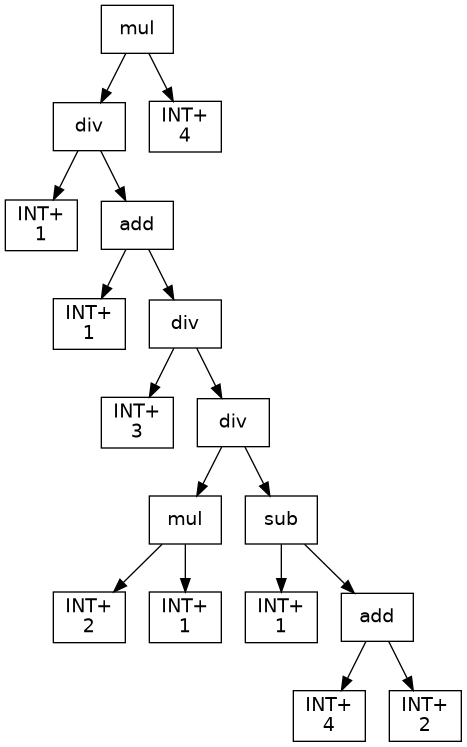 mul
div
INT+
4
INT+
1
add
INT+
1
div
INT+
3
div
mul
sub
INT+
2
INT+
1
INT+
1
add
INT+
4
INT+
2